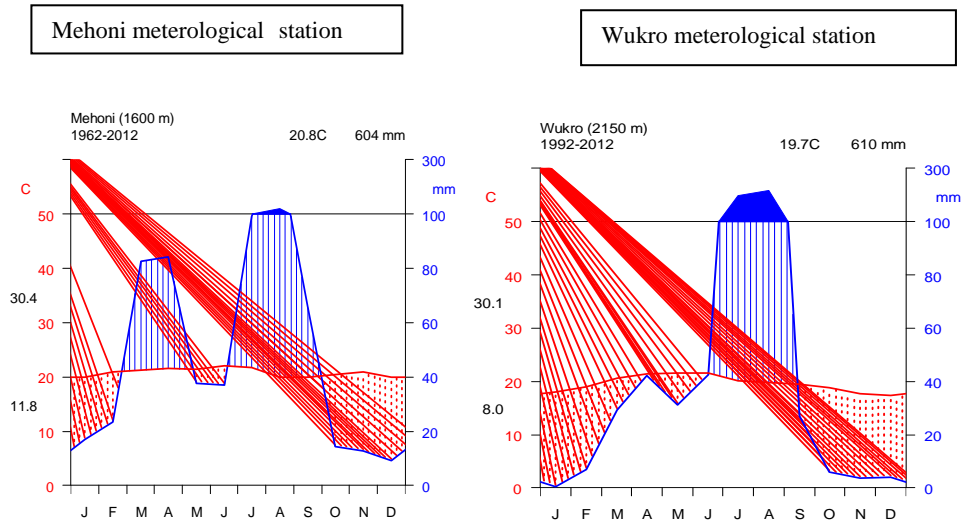 Mehoni meterological station
Mehoni (1600 m)
1962-2012 20.8C 604 mm
C
300
mm
50
100
40
80
30.4
30
60
20
40
11.8
10
20
0
0
J F M A M J J A S O N D
Wukro meterological station
Wukro (2150 m)
1992-2012 19.7C 610 mm
300
C
mm
50
100
40
80
30.1
30
60
20
40
8.0
10
20
0
0
J F M A M J J A S O N D